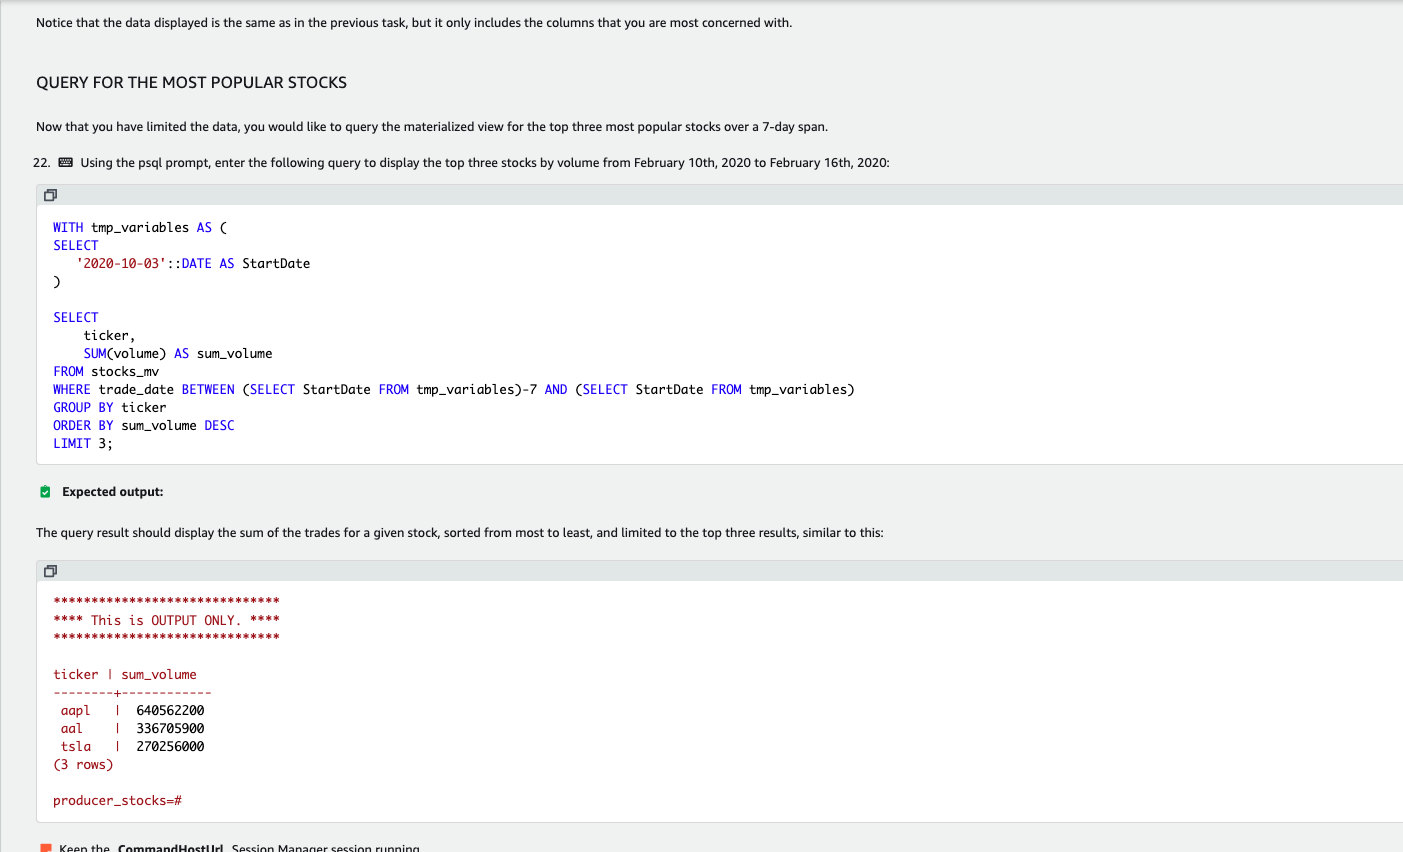 Notice that the data displayed is the same as in the previous task, but it only includes the columns that you are most concerned with.
QUERY FOR THE MOST POPULAR STOCKS
Now that you have limited the data, you would like to query the materialized view for the top three most popular stocks over a 7-day span.
22. Using the psql prompt, enter the following query to display the top three stocks by volume from February 10th, 2020 to February 16th, 2020:
WITH tmp_variables AS (
SELECT
'2020-10-03'::DATE AS StartDate
)
SELECT
ticker,
SUM(volume) AS sum_volume
FROM stocks_mv
WHERE trade_date BETWEEN (SELECT StartDate FROM tmp_variables)-7 AND (SELECT StartDate FROM tmp_variables)
GROUP BY ticker
ORDER BY sum_volume DESC
LIMIT 3;
Expected output:
The query result should display the sum of the trades for a given stock, sorted from most to least, and limited to the top three results, similar to this:
******************************
**** This is OUTPUT ONLY. ****
******************************
ticker | sum_volume
--------+------------
aapl | 640562200
aal | 336705900
tsla | 270256000
(3 rows)
producer_stocks=#
Keep the CommandHostUrl Session Manager session running